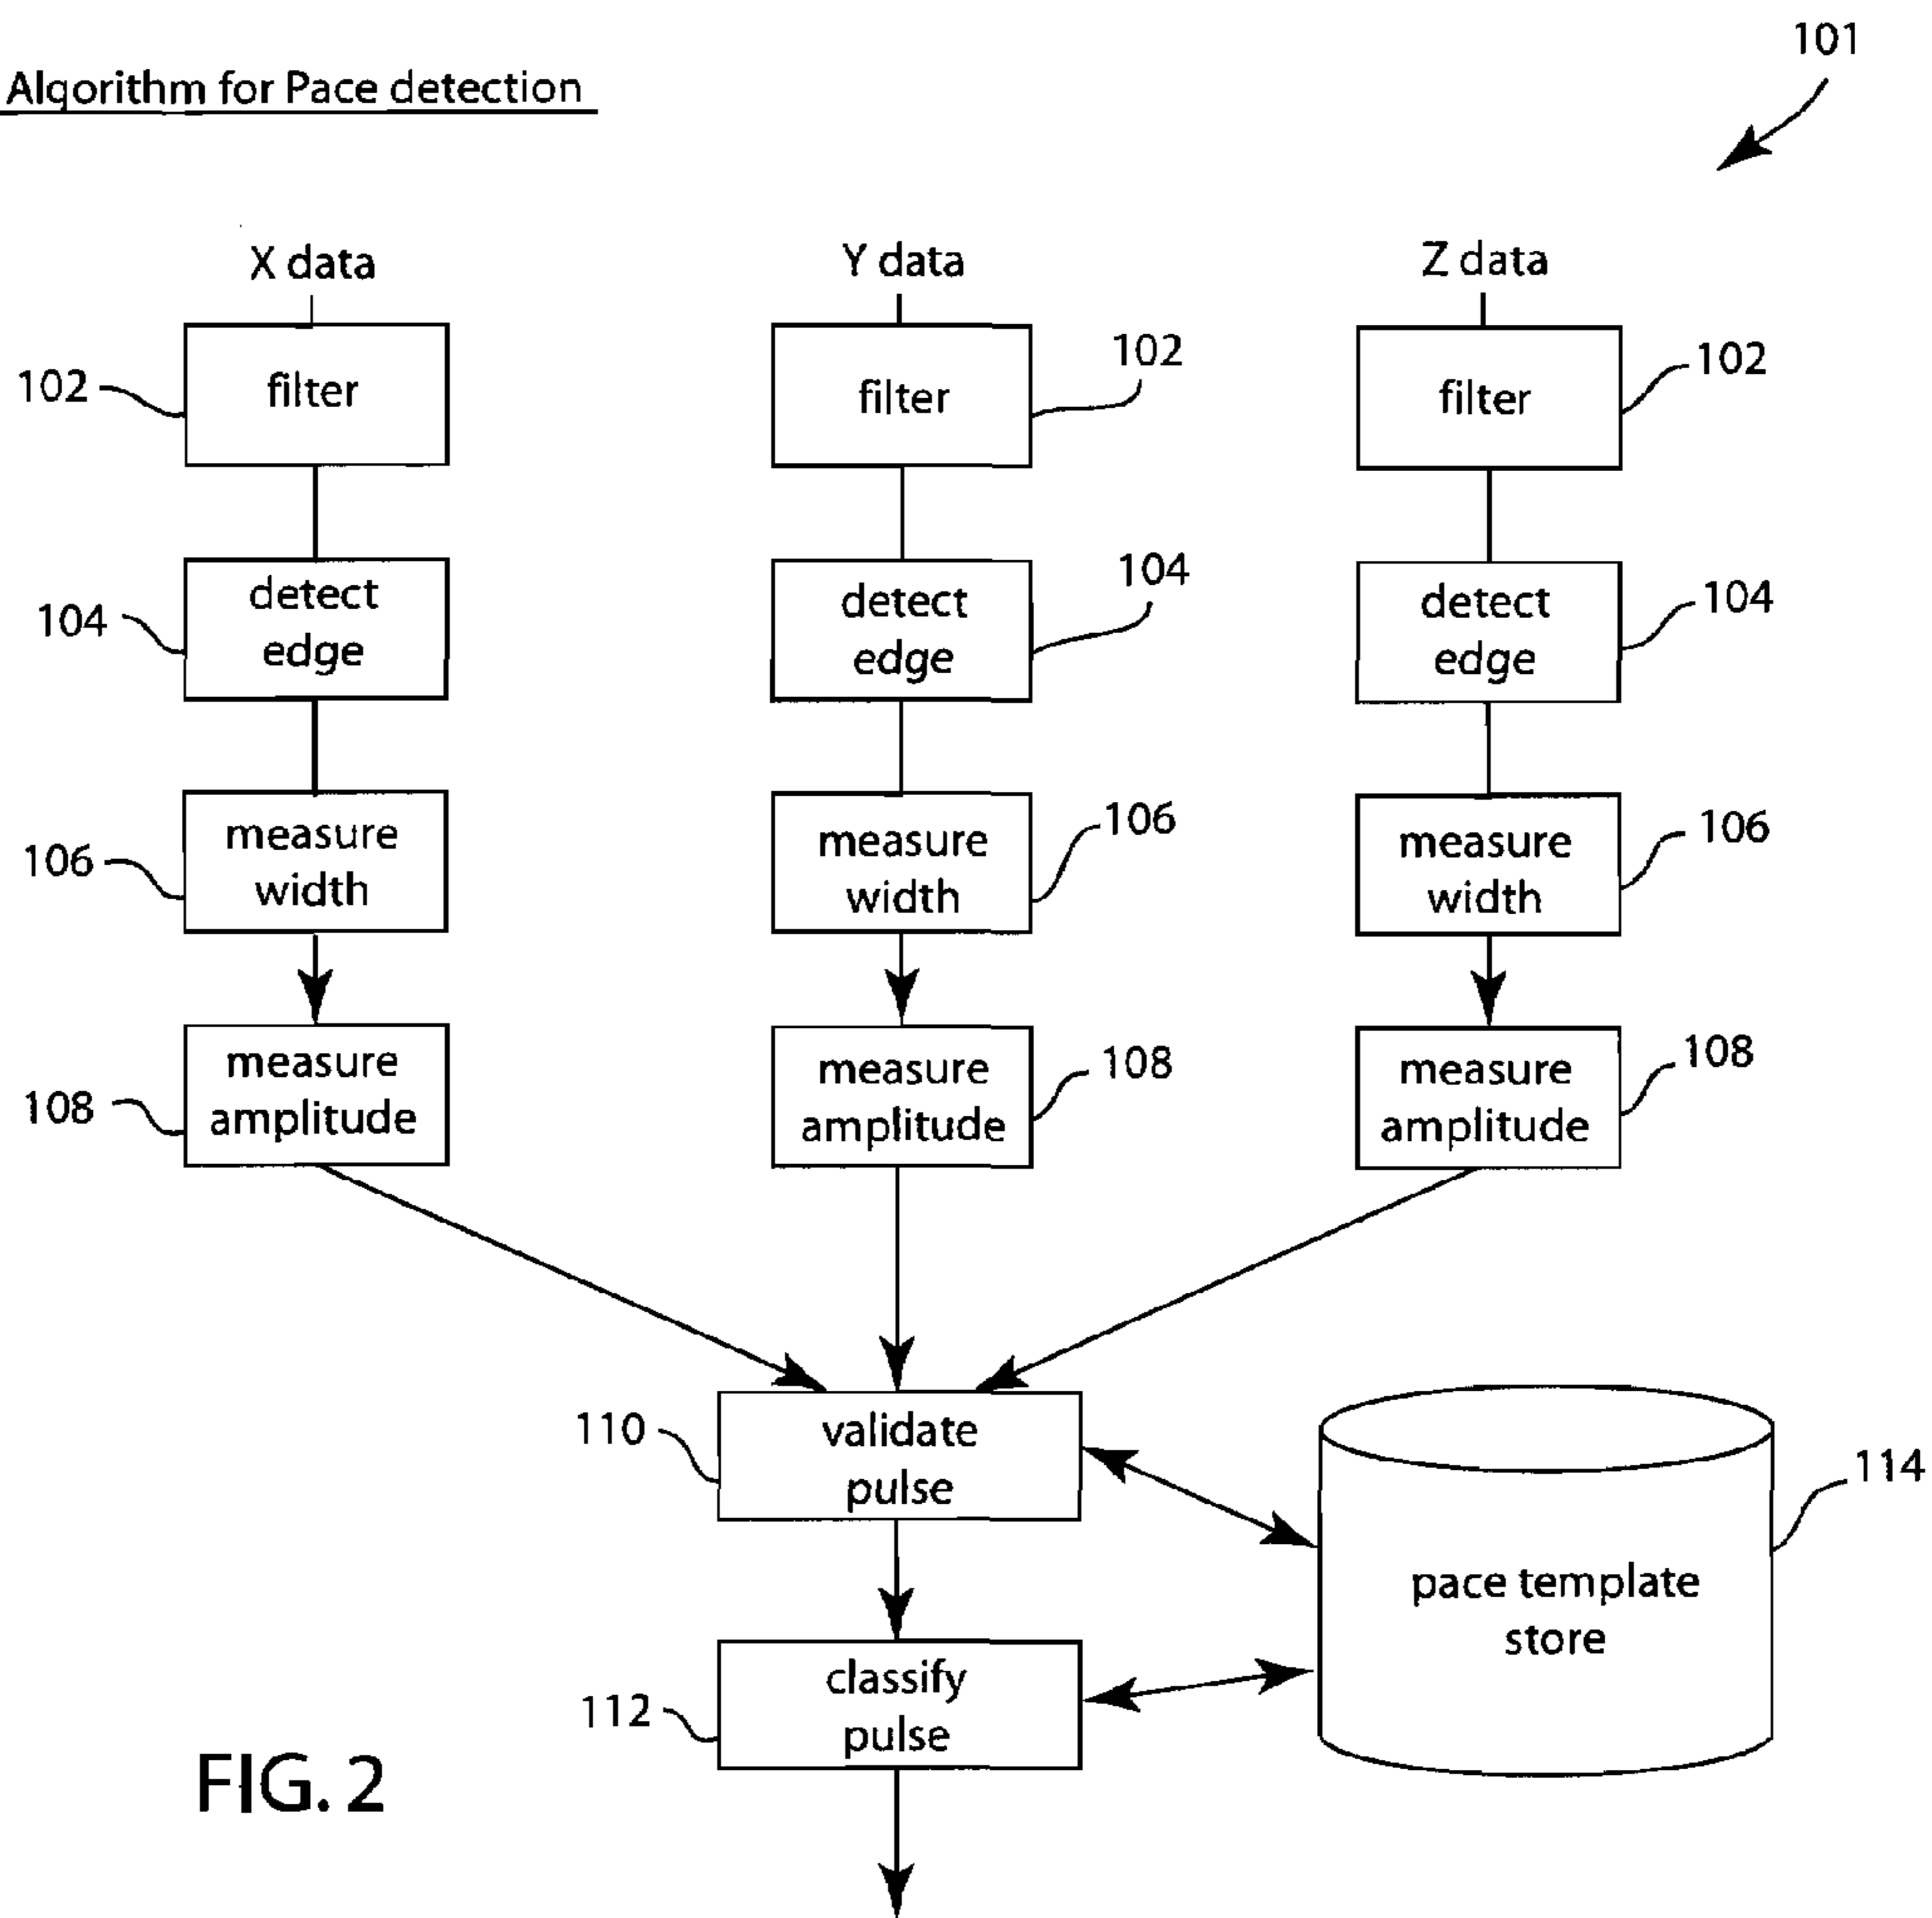 101
Algorithm for Pace detection
X data
Y data
Z data
102
filter
filter
102
filter
102
104
detect
edge
detect
edge
104
detect
edge
104
106
measure
width
measure
width
106
measure
width
106
108
measure
amplitude
measure
amplitude
108
measure
amplitude
108
110
validate
pulse
114
pace template
store
112
classify
pulse
FIG. 2